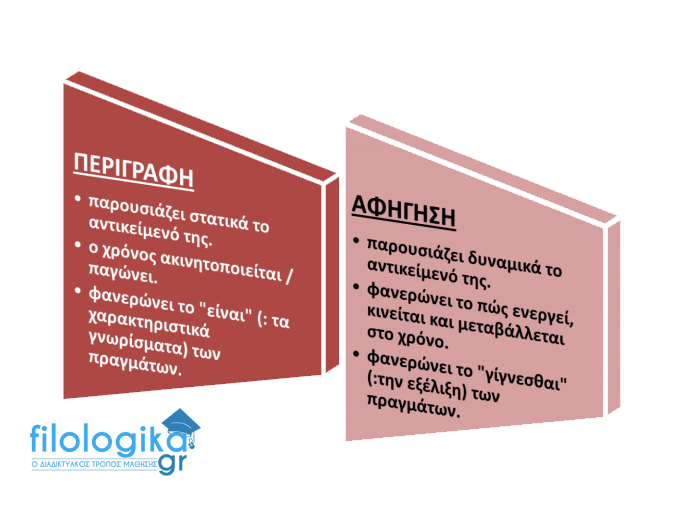 ΠΕΡΙΓΡΑΦΗ
• παρουσιάζει στατικά το
αντικείμενό της.
• ο χρόνος ακινητοποιείται /
παγώνει.
• φανερώνει το "είναι" (: τα
χαρακτηριστικά
γνωρίσματα) των
πραγμάτων.
ΑΦΗΓΗΣΗ
• παρουσιάζει δυναμικά το
αντικείμενό της.
• φανερώνει το πώς ενεργεί,
κινείται και μεταβάλλεται
στο χρόνο.
• φανερώνει το "γίγνεσθαι"
(:την εξέλιξη) των
πραγμάτων.
filologika
Ο ΔΙΑΔΙΚΤΥΑΚΟΣ ΤΡΟΠΟΣ ΜΑΘΗΣΗΣ
gr